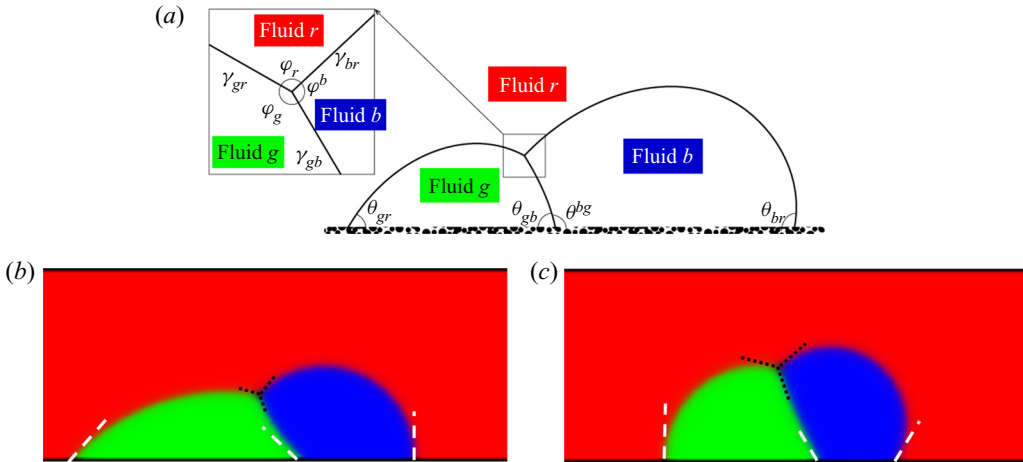 (a)
Fluid r
φr
γbr
γgr
φb
φg
Fluid b
Fluid g
γgb
Fluid r
Fluid b
Fluid g
θgr
θgb
θbg
θbr
(b)
(c)